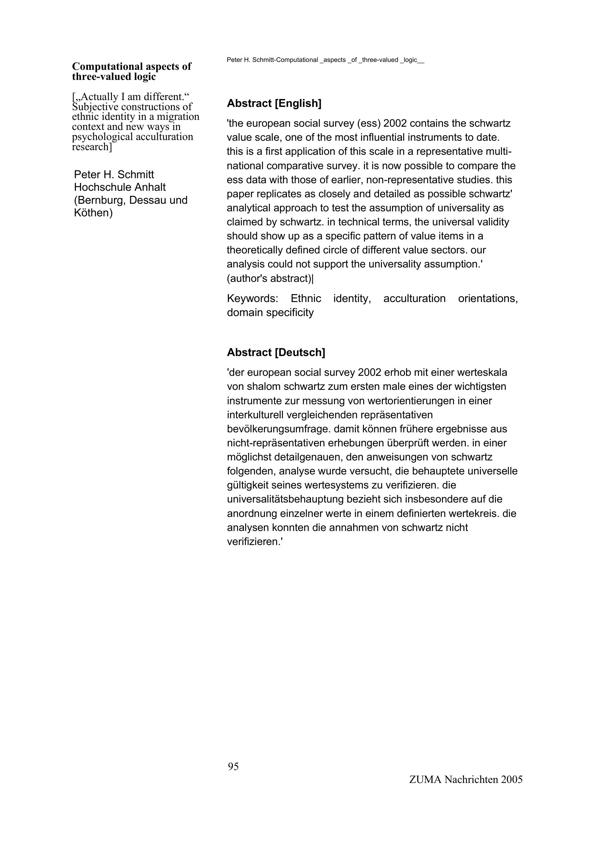 Peter H. Schmitt-Computational _aspects _of _three-valued _logic__
Computational aspects of
three-valued logic
[„Actually I am different.“
Subjective constructions of
ethnic identity in a migration
context and new ways in
psychological acculturation
research]
Peter H. Schmitt
Hochschule Anhalt
(Bernburg, Dessau und
Köthen)
Abstract [English]
'the european social survey (ess) 2002 contains the schwartz
value scale, one of the most influential instruments to date.
this is a first application of this scale in a representative multi-
national comparative survey. it is now possible to compare the
ess data with those of earlier, non-representative studies. this
paper replicates as closely and detailed as possible schwartz'
analytical approach to test the assumption of universality as
claimed by schwartz. in technical terms, the universal validity
should show up as a specific pattern of value items in a
theoretically defined circle of different value sectors. our
analysis could not support the universality assumption.'
(author's abstract)|
Keywords: Ethnic identity, acculturation orientations,
domain specificity
Abstract [Deutsch]
'der european social survey 2002 erhob mit einer werteskala
von shalom schwartz zum ersten male eines der wichtigsten
instrumente zur messung von wertorientierungen in einer
interkulturell vergleichenden repräsentativen
bevölkerungsumfrage. damit können frühere ergebnisse aus
nicht-repräsentativen erhebungen überprüft werden. in einer
möglichst detailgenauen, den anweisungen von schwartz
folgenden, analyse wurde versucht, die behauptete universelle
gültigkeit seines wertesystems zu verifizieren. die
universalitätsbehauptung bezieht sich insbesondere auf die
anordnung einzelner werte in einem definierten wertekreis. die
analysen konnten die annahmen von schwartz nicht
verifizieren.'
95
ZUMA Nachrichten 2005